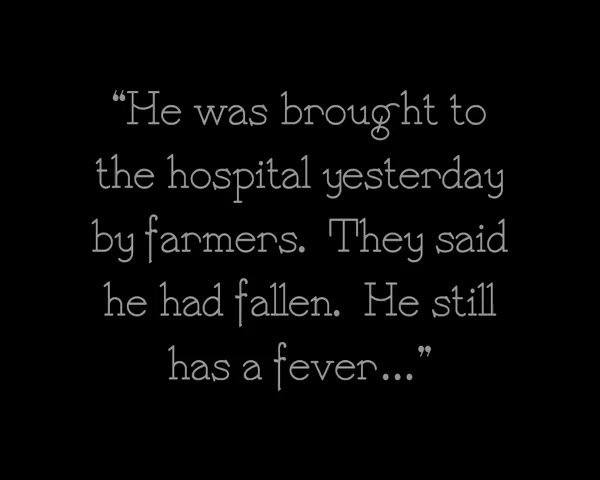 “He was brought to
the hospital yesterday
by farmers.  They said
he had fallen.  He still
has a fever...”